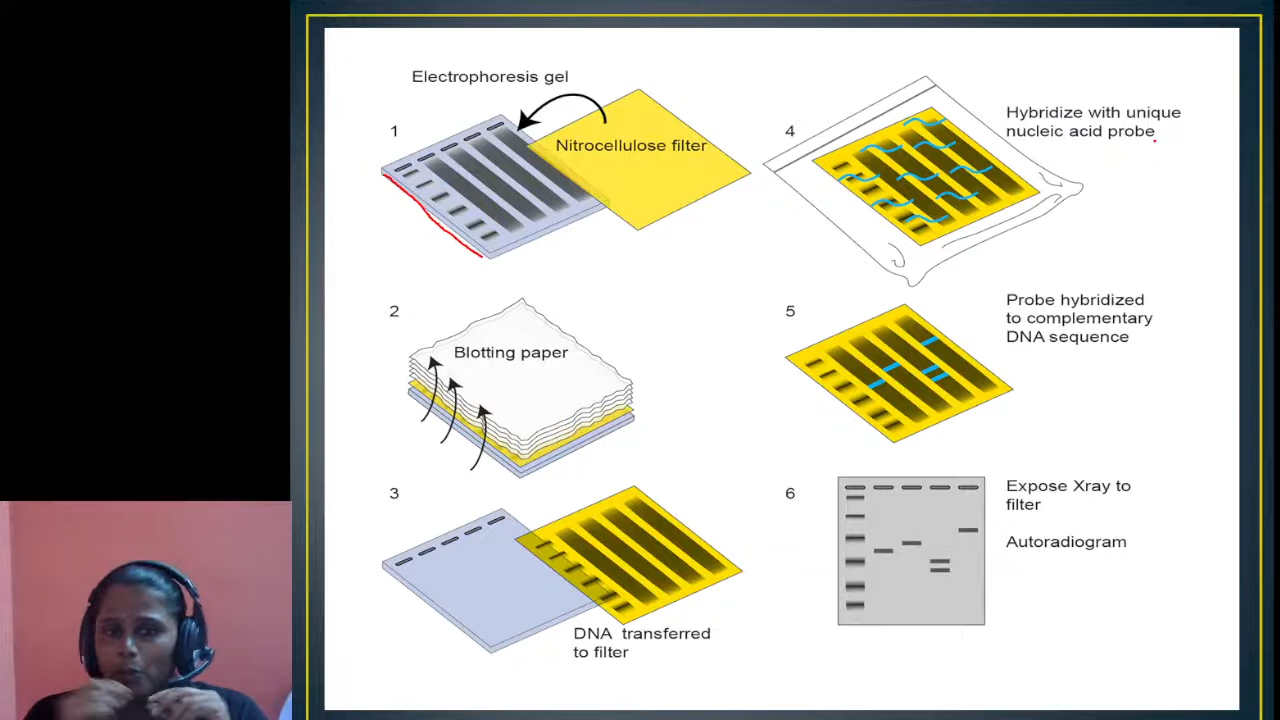 Electrophoresis gel
1
Nitrocellulose filter
2
Blotting paper
3
DNA transferred
to filter
4
Hybridize with unique
nucleic acid probe
5
Probe hybridized
to complementary
DNA sequence
6
Expose Xray to
filter
Autoradiogram